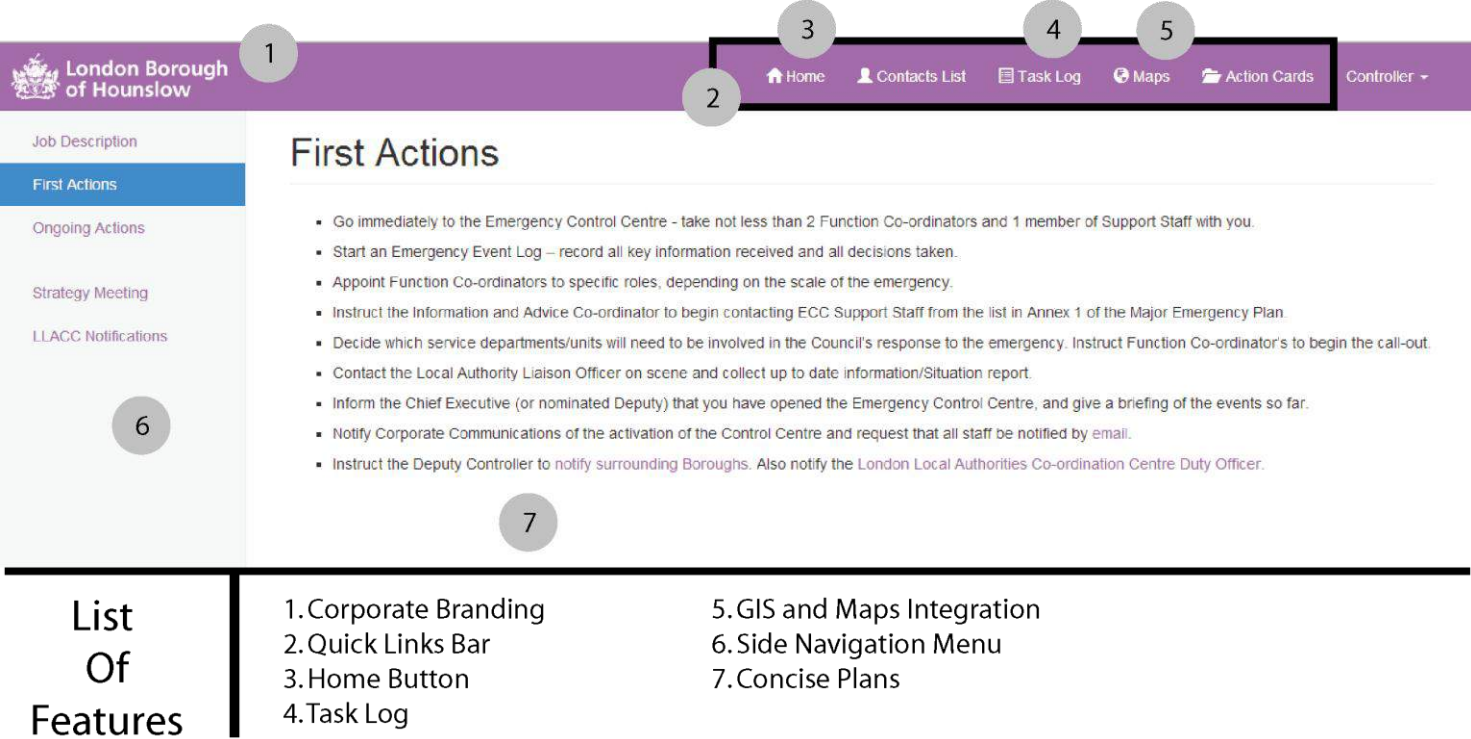 3
4
5
1
London Borough
of Hounslow
2
Home
Contacts List
Task Log
Maps
Action Cards
Controller
Job Description
First Actions
Ongoing Actions
Strategy Meeting
LLACC Notifications
6
First Actions
▪ Go immediately to the Emergency Control Centre - take not less than 2 Function Co-ordinators and 1 member of Support Staff with you.
▪ Start an Emergency Event Log – record all key information received and all decisions taken.
▪ Appoint Function Co-ordinators to specific roles, depending on the scale of the emergency.
▪ Instruct the Information and Advice Co-ordinator to begin contacting ECC Support Staff from the list in Annex 1 of the Major Emergency Plan.
▪ Decide which service departments/units will need to be involved in the Council's response to the emergency. Instruct Function Co-ordinator's to begin the call-out.
▪ Contact the Local Authority Liaison Officer on scene and collect up to date information/Situation report.
▪ Inform the Chief Executive (or nominated Deputy) that you have opened the Emergency Control Centre, and give a briefing of the events so far.
▪ Notify Corporate Communications of the activation of the Control Centre and request that all staff be notified by email.
▪ Instruct the Deputy Controller to notify surrounding Boroughs. Also notify the London Local Authorities Co-ordination Centre Duty Officer.
7
List
Of
Features
1. Corporate Branding
2. Quick Links Bar
3. Home Button
4. Task Log
5. GIS and Maps Integration
6. Side Navigation Menu
7. Concise Plans